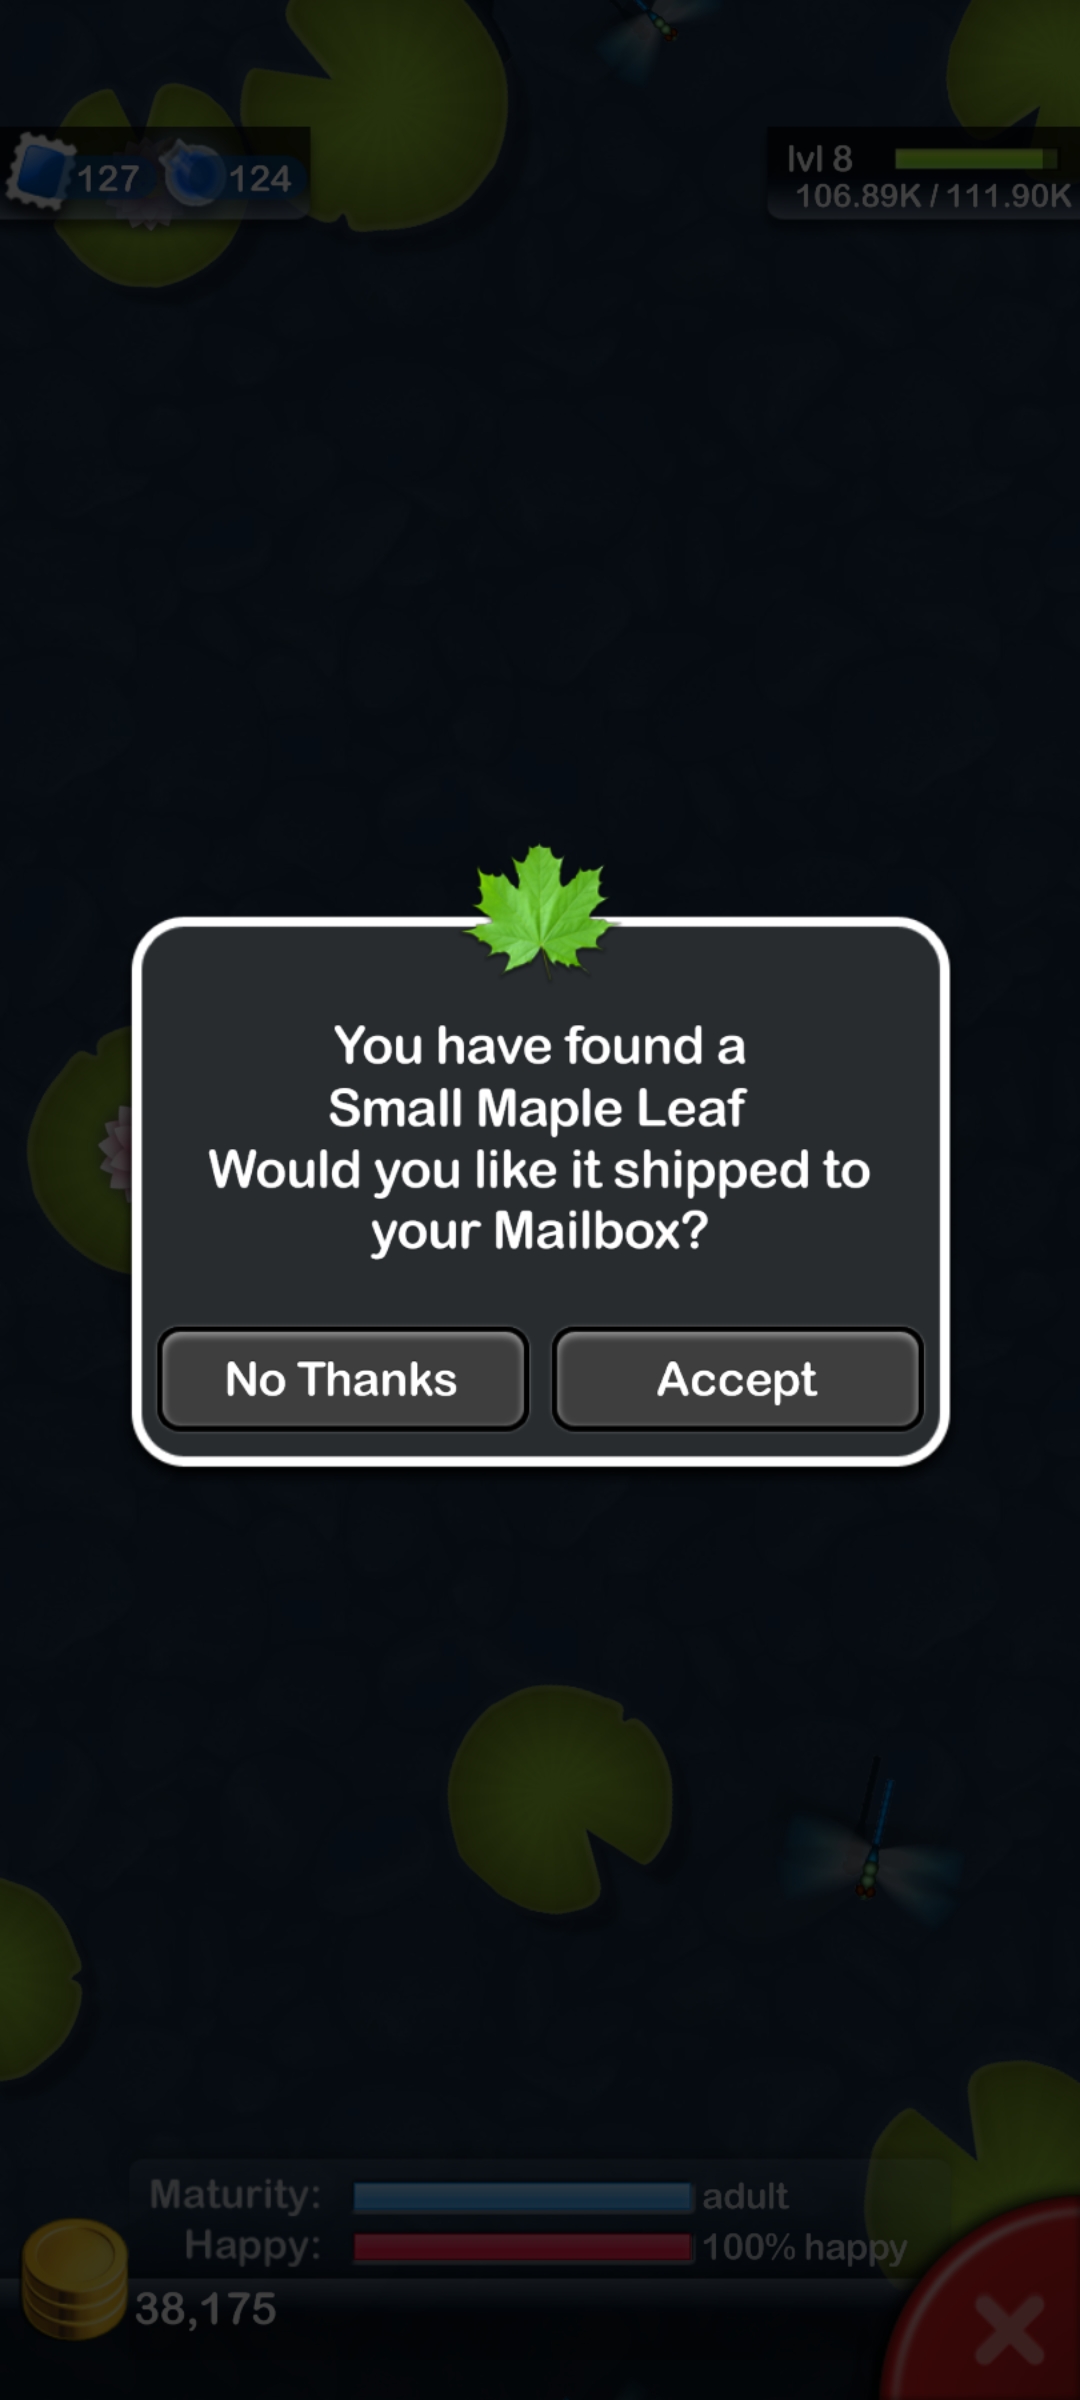 127 124
lvl 8
106.89K / 111.90K
You have found a
Small Maple Leaf
Would you like it shipped to
your Mailbox?
No Thanks Accept
Maturity: adult
Happy: 100% happy
38,175